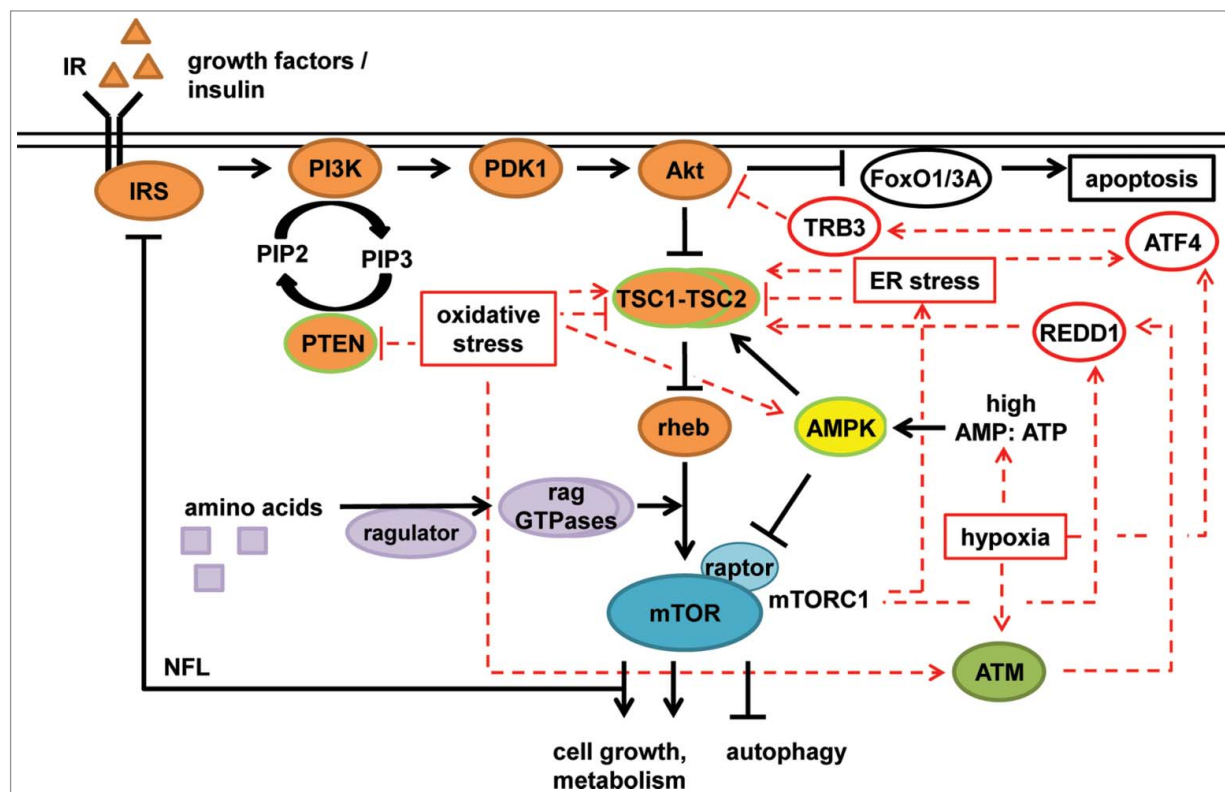 IR
growth factors /
insulin
IRS
PI3K
PDK1
Akt
FoxO1/3A
apoptosis
TRB3
ATF4
PIP2
PIP3
TSC1-TSC2
ER stress
oxidative
stress
PTEN
REDD1
rheb
AMPK
high
AMP: ATP
amino acids
ragulator
rag
GTPases
hypoxia
raptor
mTORC1
mTOR
NFL
ATM
cell growth,
metabolism
autophagy